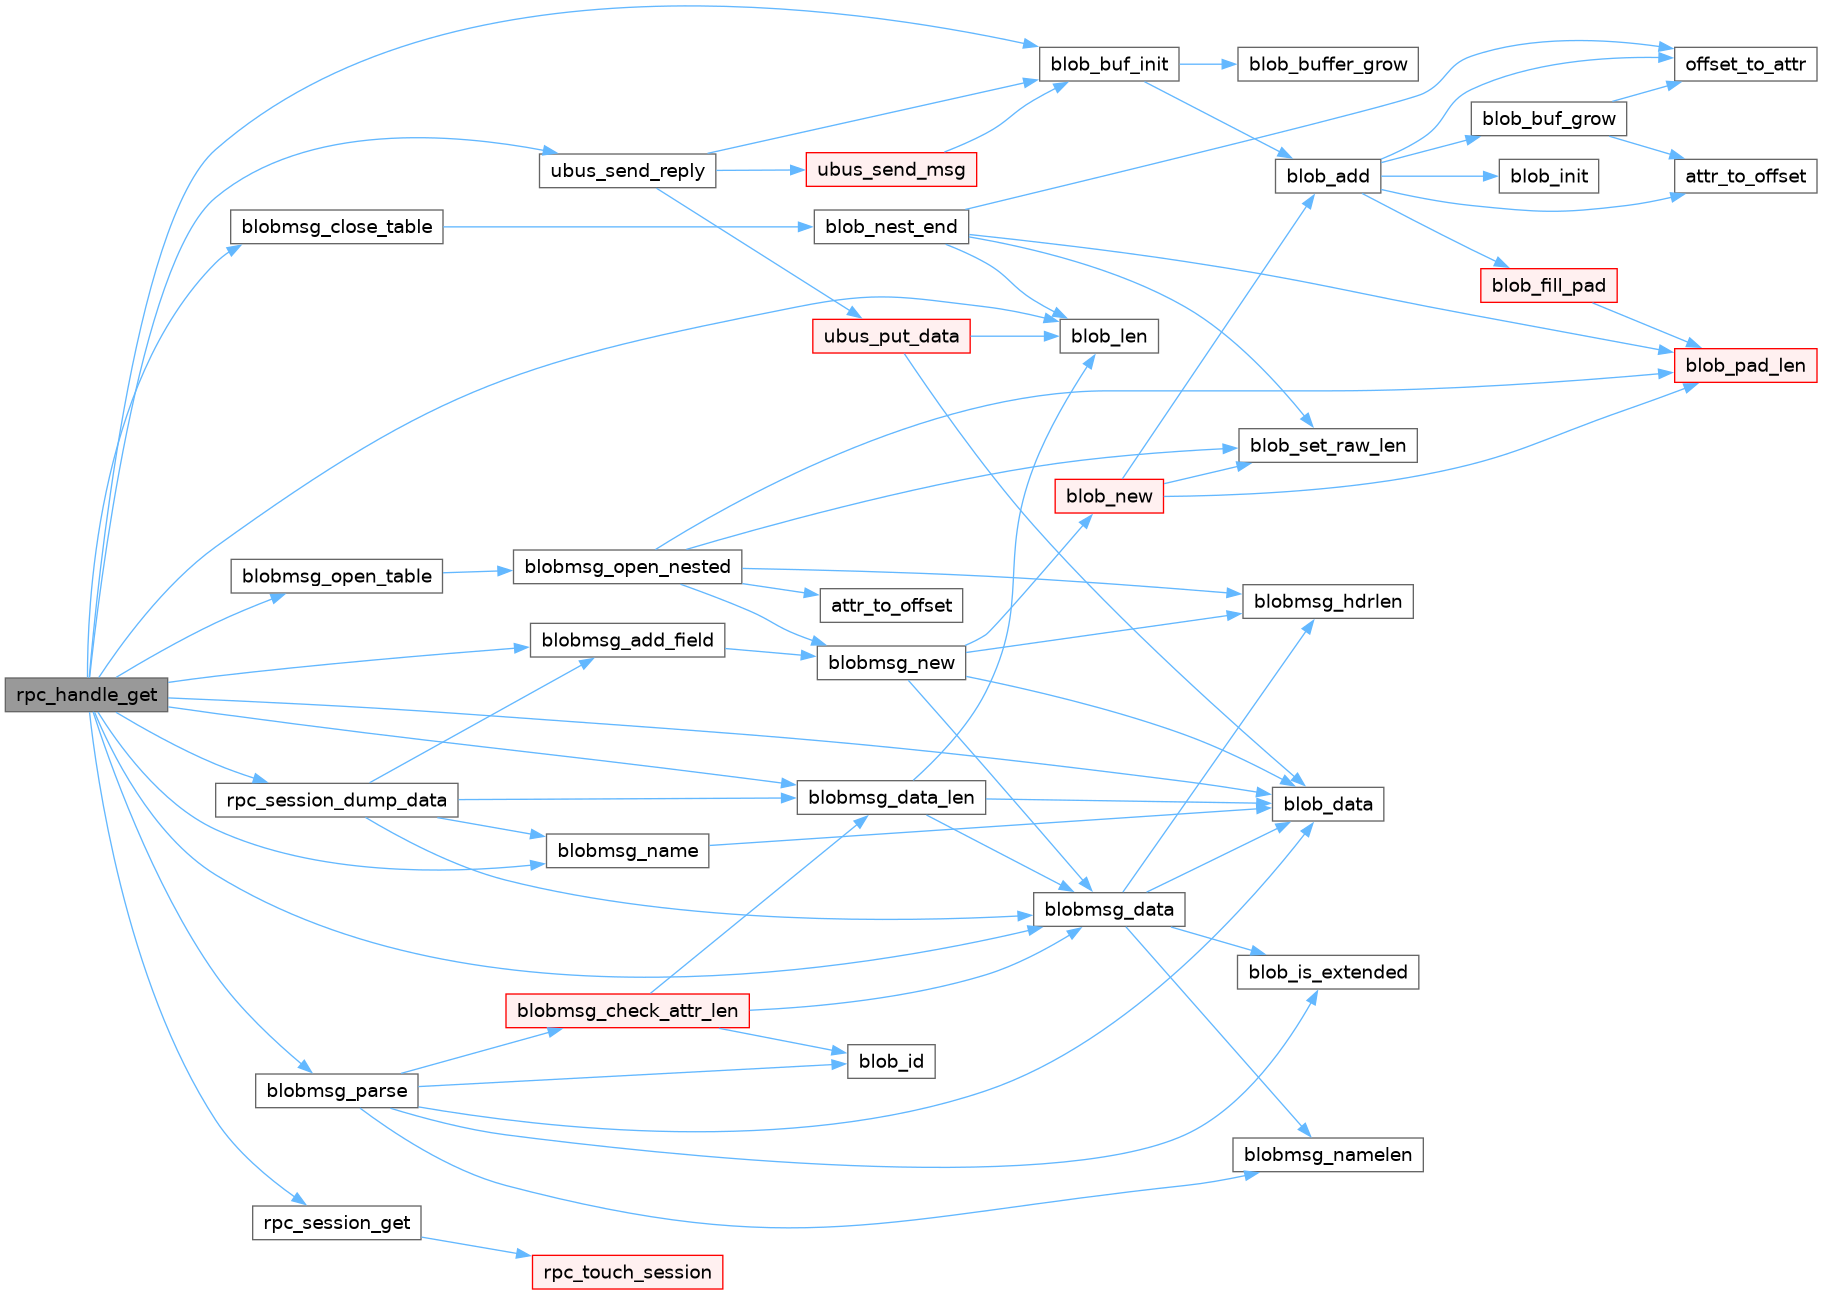 rpc_handle_get
blob_buf_init
blob_buffer_grow
offset_to_attr
blob_buf_grow
ubus_send_reply
ubus_send_msg
blob_add
blob_init
attr_to_offset
blobmsg_close_table
blob_nest_end
blob_fill_pad
ubus_put_data
blob_len
blob_pad_len
blob_set_raw_len
blob_new
blobmsg_open_table
blobmsg_open_nested
attr_to_offset
blobmsg_hdrlen
blobmsg_add_field
blobmsg_new
rpc_session_dump_data
blobmsg_data_len
blob_data
blobmsg_name
blobmsg_data
blob_is_extended
blobmsg_check_attr_len
blob_id
blobmsg_parse
blobmsg_namelen
rpc_session_get
rpc_touch_session